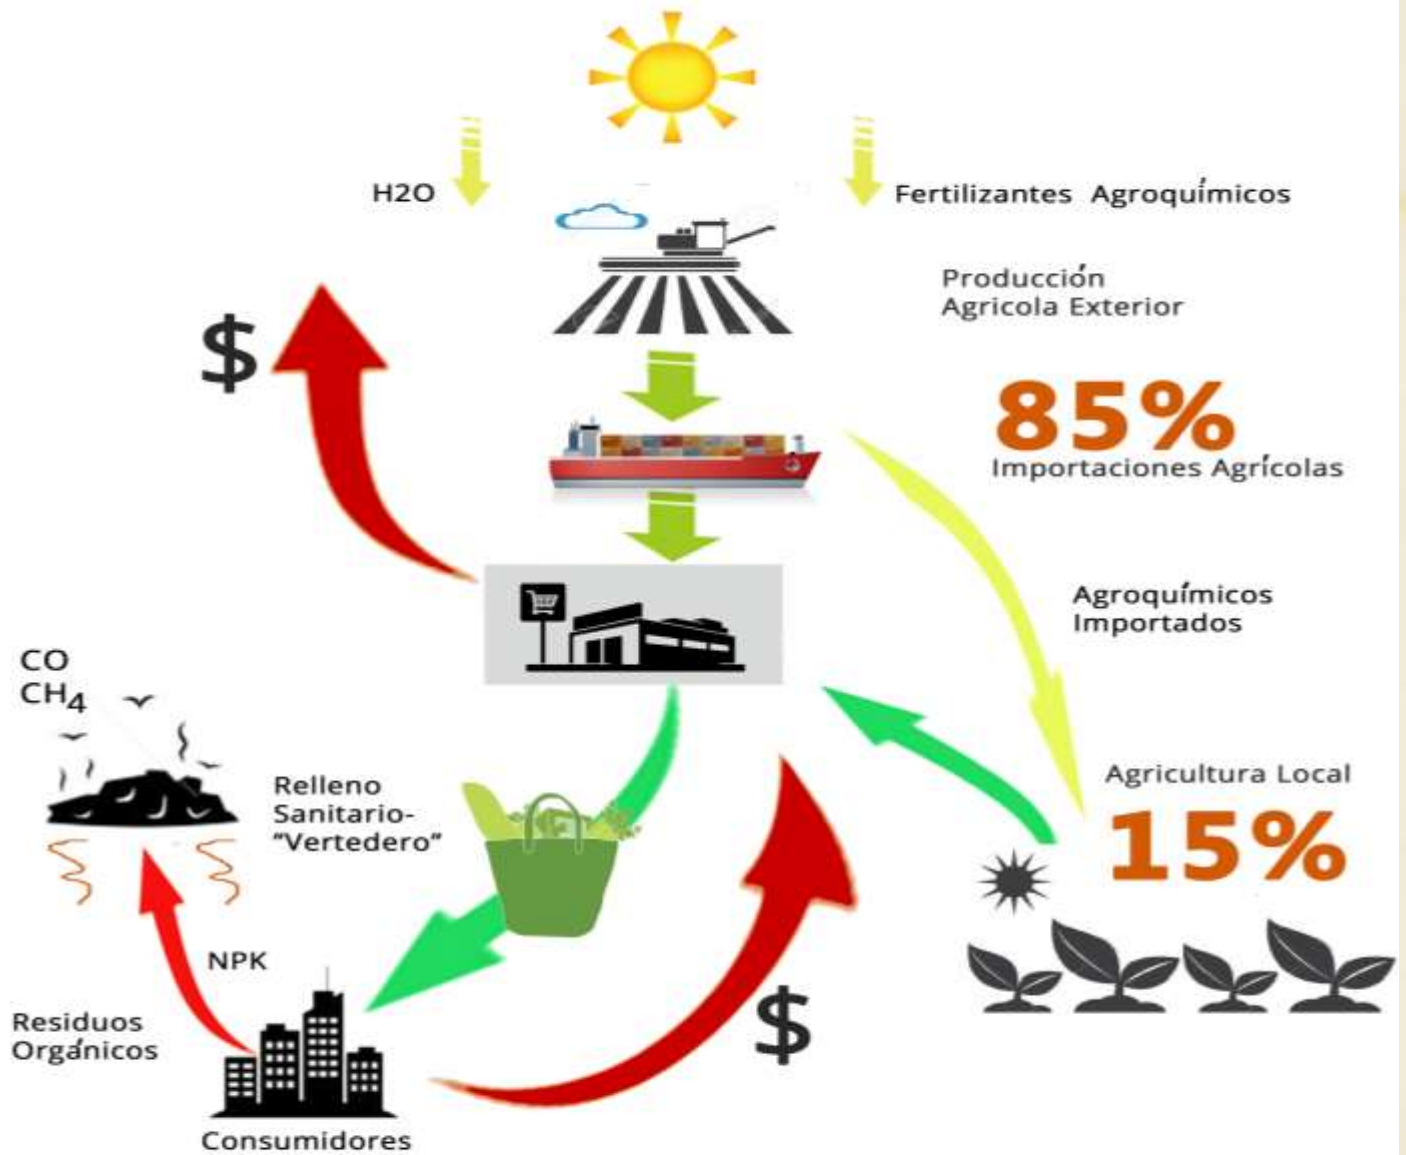 H2O
Fertilizantes Agroquímicos
Producción
Agricola Exterior
$
85%
Importaciones Agrícolas
Agroquímicos
Importados
CO
CH4
Relleno
Sanitario-
"Vertedero"
Agricultura Local
15%
NPK
Residuos
Orgánicos
$
Consumidores